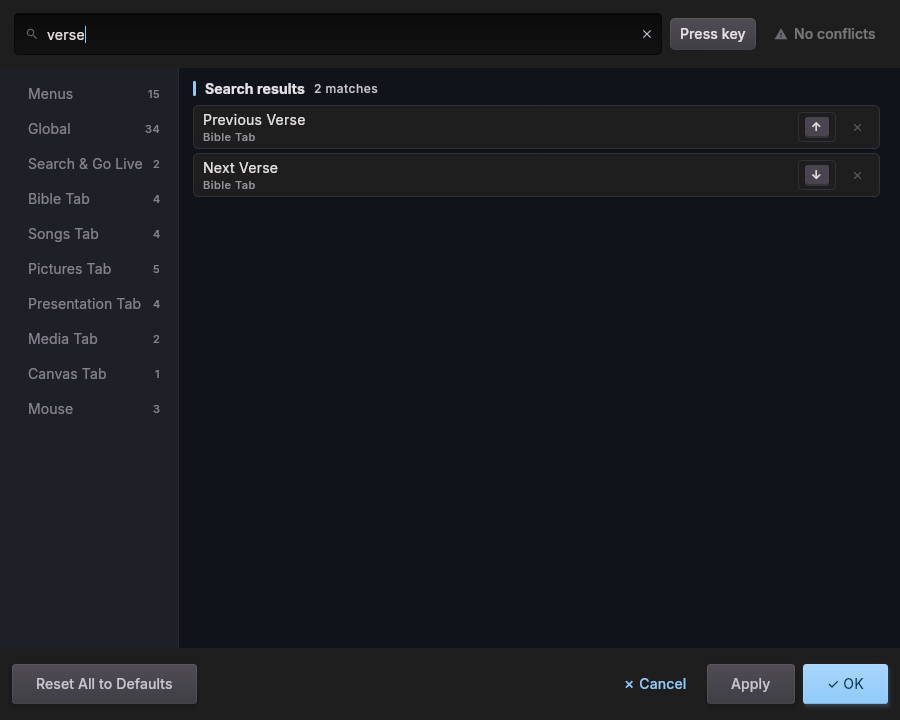 verse
Press key
No conflicts
Menus 15
Global 34
Search & Go Live 2
Bible Tab 4
Songs Tab 4
Pictures Tab 5
Presentation Tab 4
Media Tab 2
Canvas Tab 1
Mouse 3
Search results 2 matches
Previous Verse
Bible Tab
Next Verse
Bible Tab
Reset All to Defaults
Cancel
Apply
OK